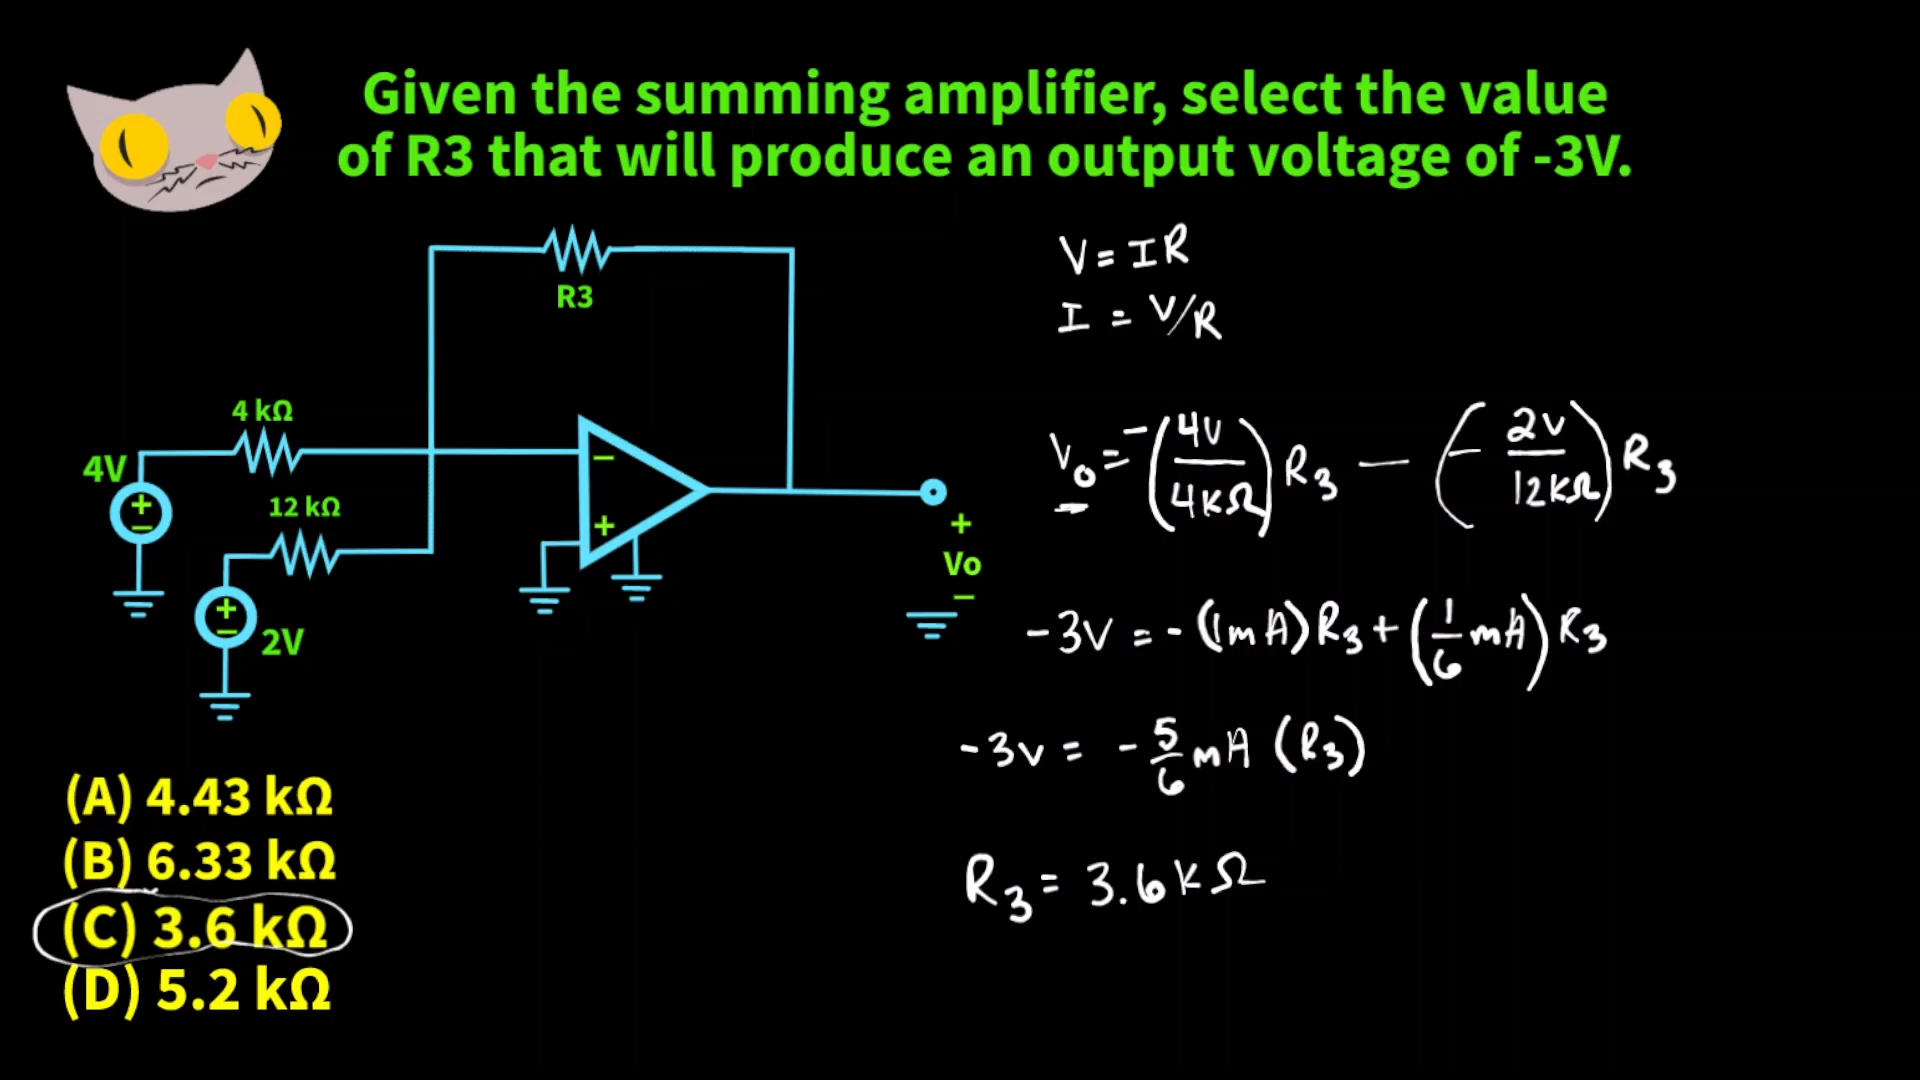 Given the summing amplifier, select the value
of R3 that will produce an output voltage of -3V.
R3
4 kΩ
4V
+
−
12 kΩ
+
−
2V
−
+
+
Vo
−
V = IR
I = V/R
Vo = -(4V/4kΩ) R3 — (- 2V/12kΩ) R3
-3V = -(1mA)R3 + (1/6 mA) R3
-3V = -5/6 mA (R3)
R3 = 3.6kΩ
(A) 4.43 kΩ
(B) 6.33 kΩ
(C) 3.6 kΩ
(D) 5.2 kΩ